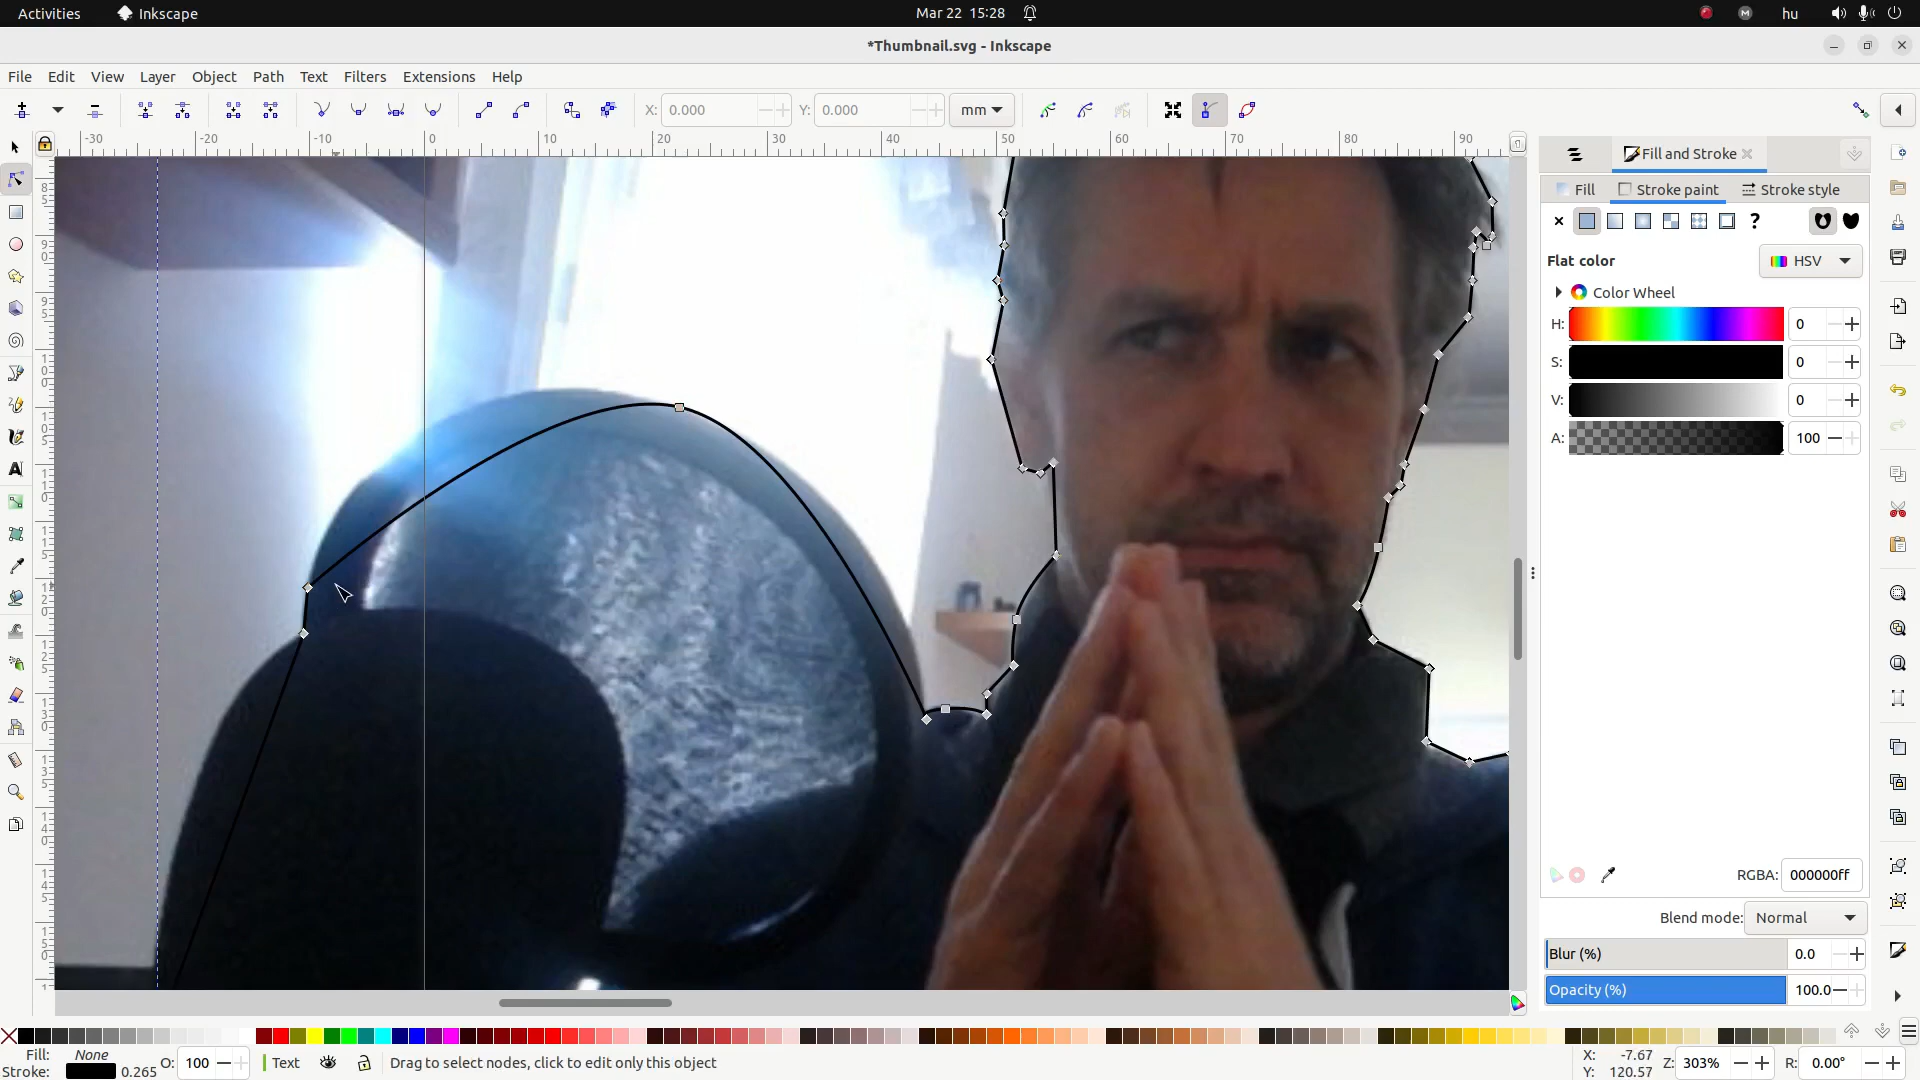 Activities
Inkscape
Mar 22 15:28
hu
*Thumbnail.svg - Inkscape
File Edit View Layer Object Path Text Filters Extensions Help
X: 0.000
Y: 0.000
mm
-30 -20 -10 0 10 20 30 40 50 60 70 80 90
Fill and Stroke
Fill
Stroke paint
Stroke style
?
Flat color
HSV
Color Wheel
H: 0
S: 0
V: 0
A: 100
RGBA: 000000ff
Blend mode: Normal
Blur (%) 0.0
Opacity (%) 100.0
Fill: None
Stroke: 0.265
O: 100
Text
Drag to select nodes, click to edit only this object
X: -7.67
Y: 120.57
Z: 303%
R: 0.00°